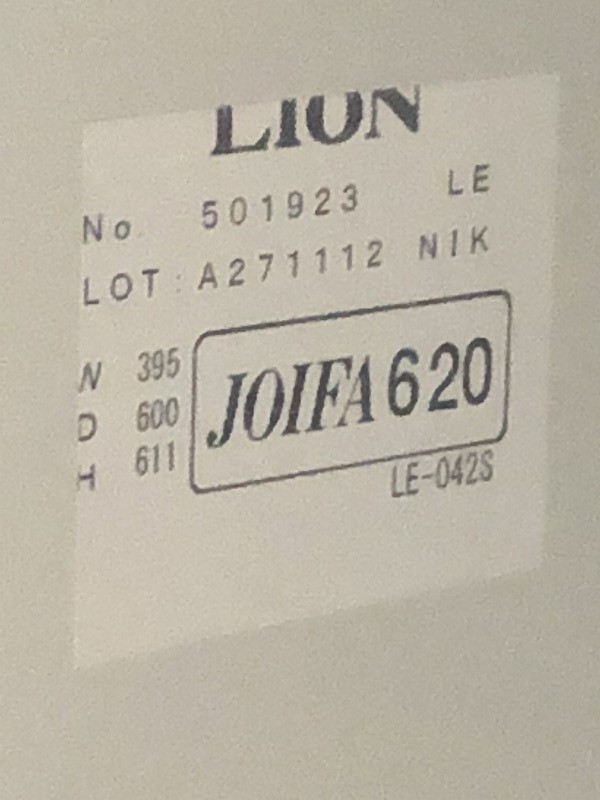 LION
No. 501923 LE
LOT: A271112 NIK
W 395
D 600
H 611
JOIFA 620
LE-042S